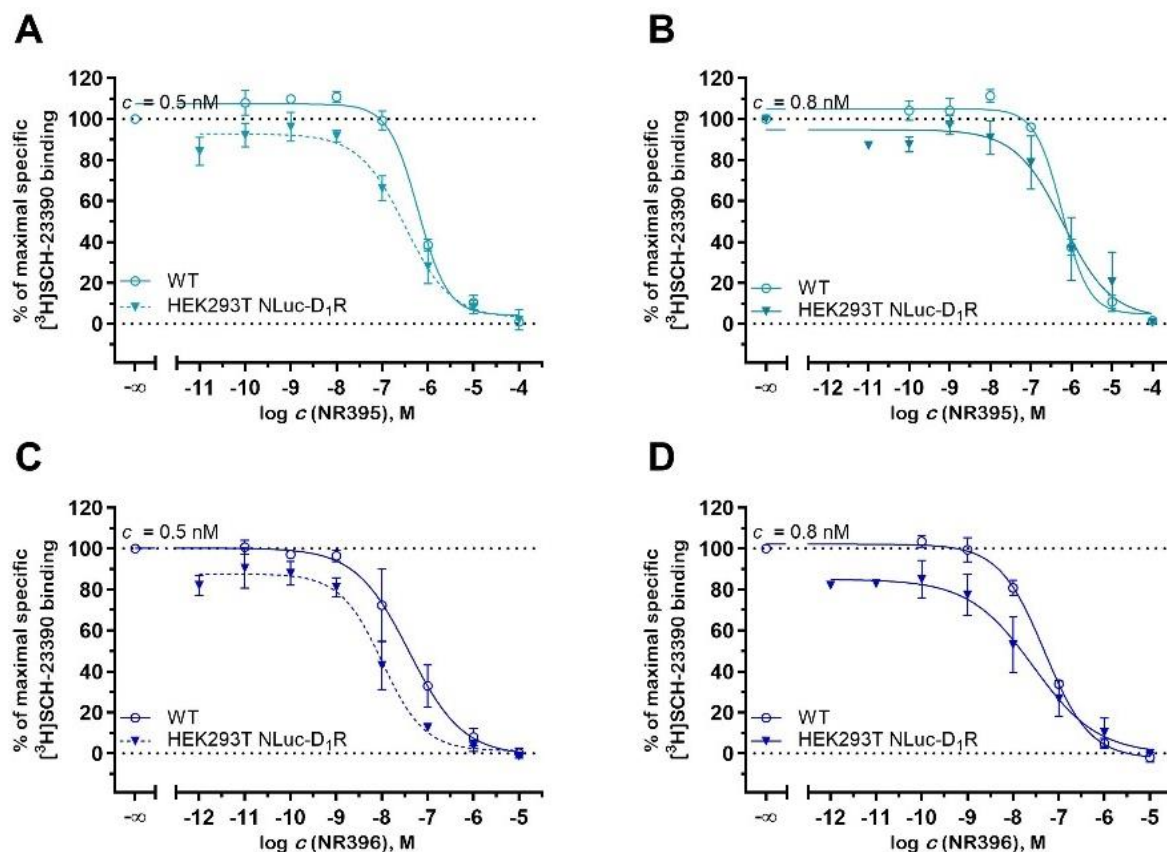 A
% of maximal specific
[³H]SCH-23390 binding
120
100
80
60
40
20
0
c = 0.5 nM
WT
HEK293T NLuc-D₁R
-∞ -11 -10 -9 -8 -7 -6 -5 -4
log c (NR395), M
B
% of maximal specific
[³H]SCH-23390 binding
120
100
80
60
40
20
0
c = 0.8 nM
WT
HEK293T NLuc-D₁R
-∞ -12 -11 -10 -9 -8 -7 -6 -5 -4
log c (NR395), M
C
% of maximal specific
[³H]SCH-23390 binding
120
100
80
60
40
20
0
c = 0.5 nM
WT
HEK293T NLuc-D₁R
-∞ -12 -11 -10 -9 -8 -7 -6 -5
log c (NR396), M
D
% of maximal specific
[³H]SCH-23390 binding
120
100
80
60
40
20
0
c = 0.8 nM
WT
HEK293T NLuc-D₁R
-∞ -12 -11 -10 -9 -8 -7 -6 -5
log c (NR396), M